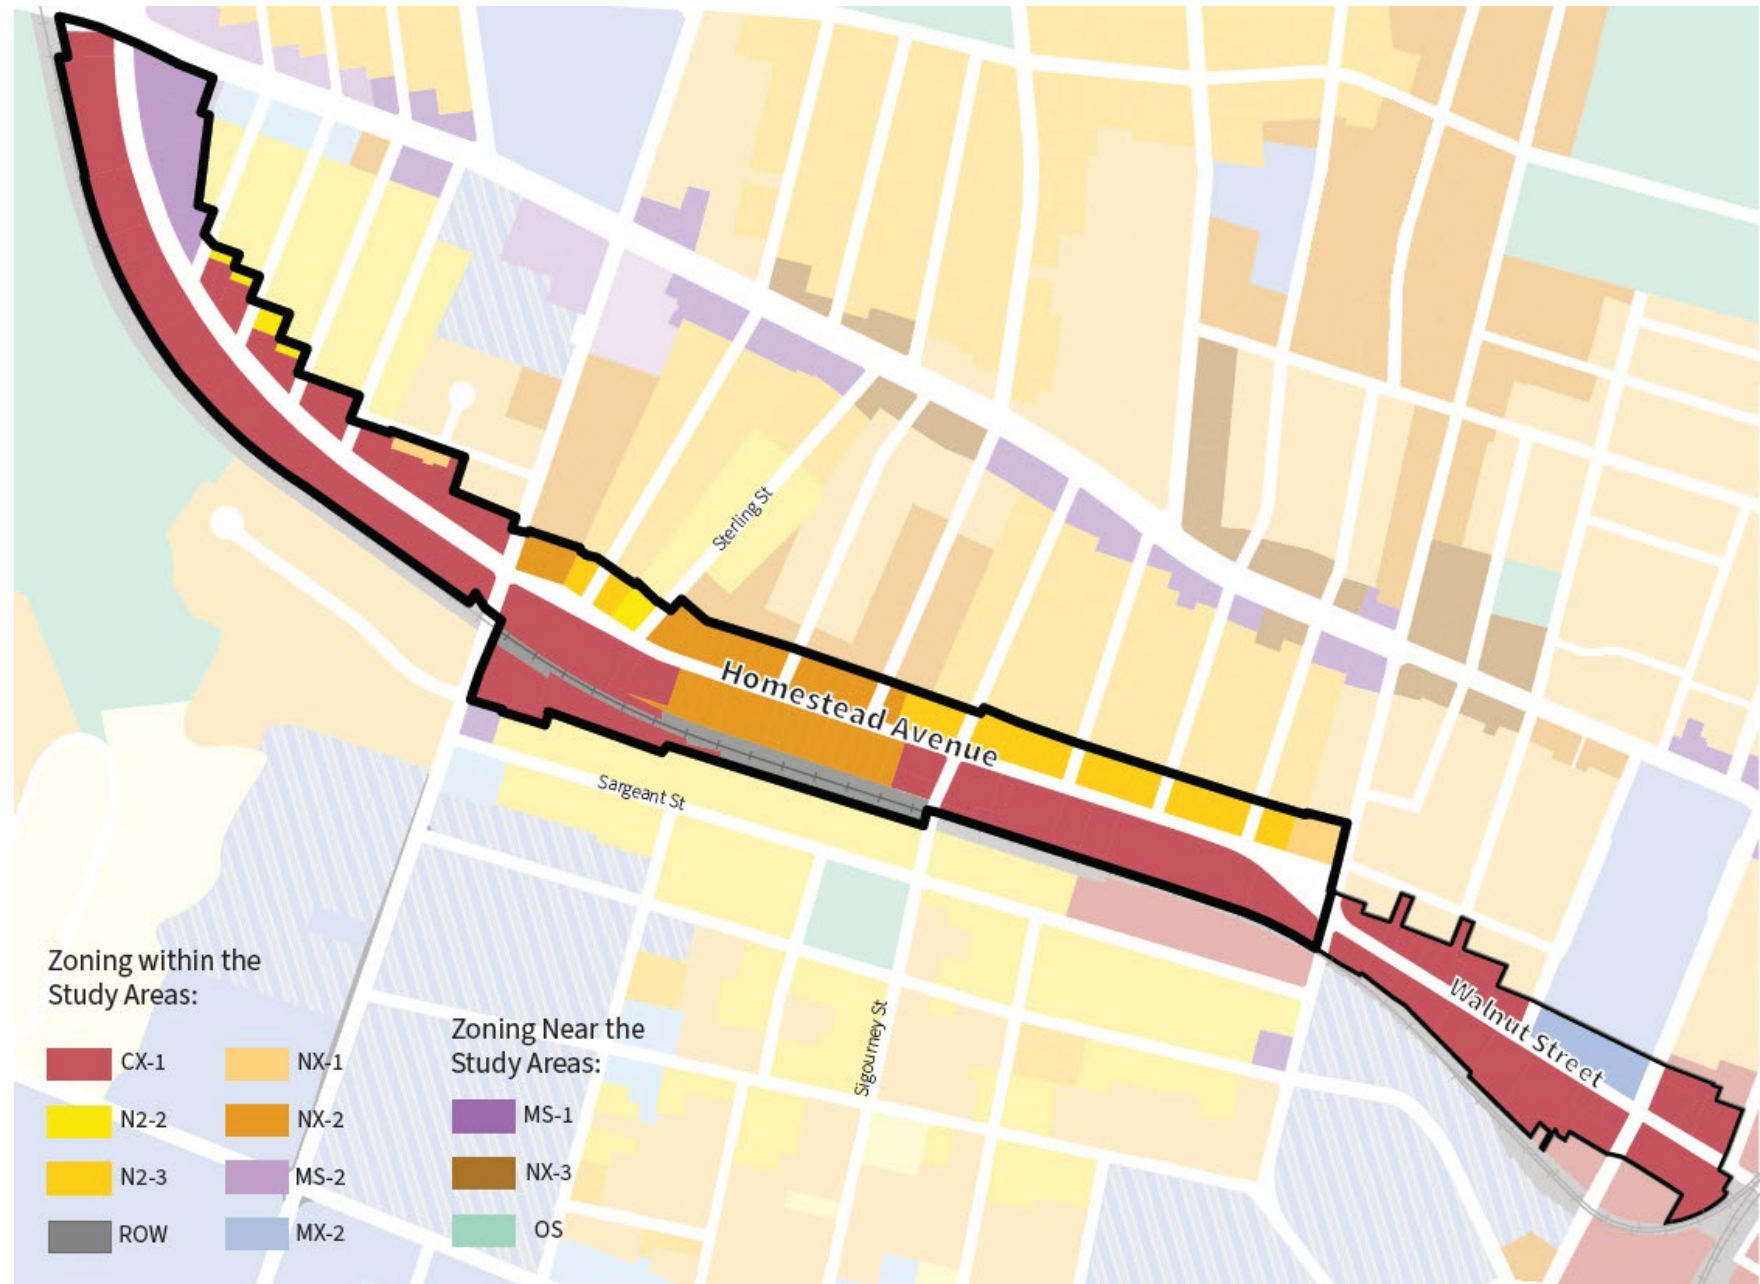 Sterling St
Homestead Avenue
Sargeant St
Sigourney St
Walnut Street
Zoning within the
Study Areas:
CX-1
NX-1
N2-2
NX-2
N2-3
MS-2
ROW
MX-2
Zoning Near the
Study Areas:
MS-1
NX-3
OS